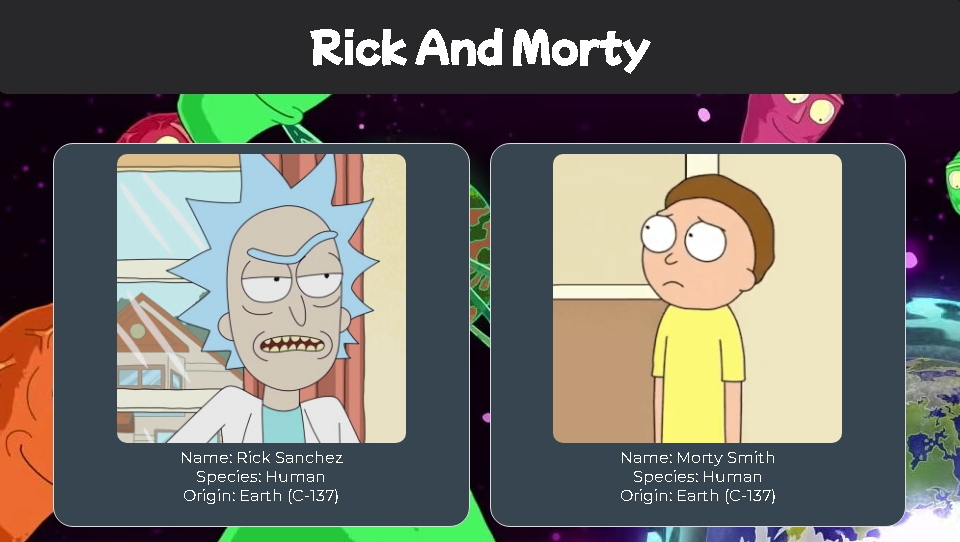 Rick And Morty
Name: Rick Sanchez
Species: Human
Origin: Earth (C-137)
Name: Morty Smith
Species: Human
Origin: Earth (C-137)